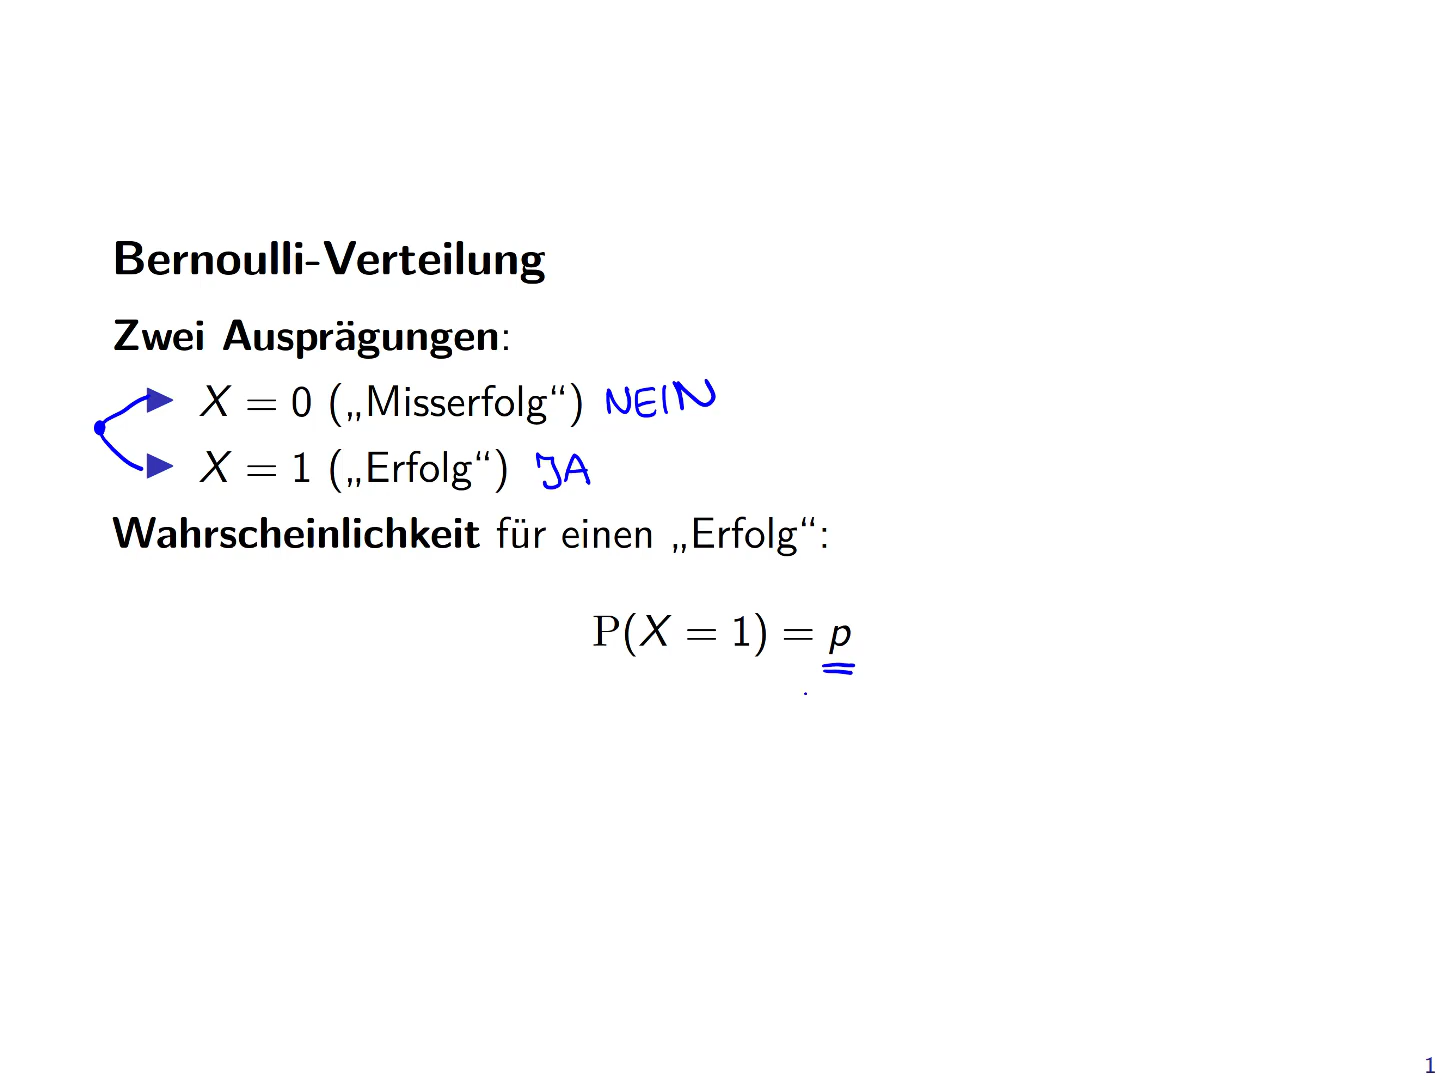 Bernoulli-Verteilung
Zwei Ausprägungen:
X = 0 („Misserfolg“) NEIN
X = 1 („Erfolg“) JA
Wahrscheinlichkeit für einen „Erfolg“:
P(X = 1) = p
1